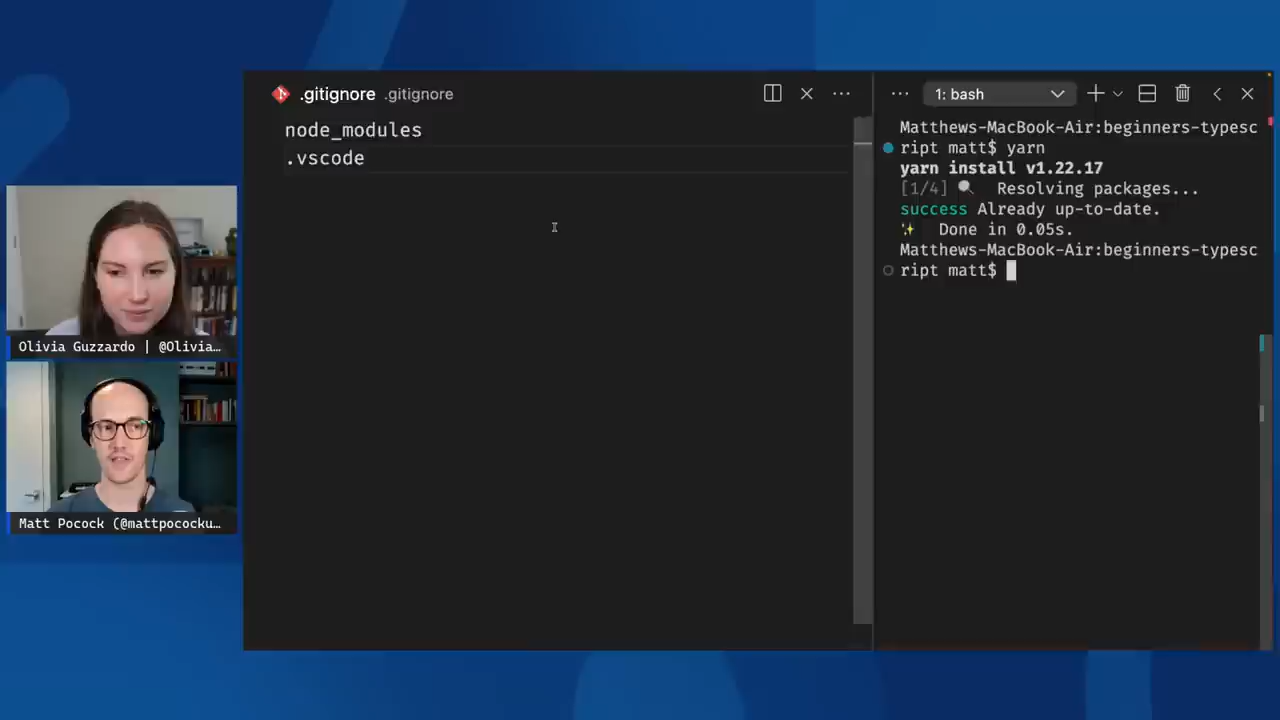 .gitignore .gitignore
node_modules
.vscode
1: bash
Matthews-MacBook-Air:beginners-typesc
ript matt$ yarn
yarn install v1.22.17
[1/4] 🔍 Resolving packages...
success Already up-to-date.
✨ Done in 0.05s.
Matthews-MacBook-Air:beginners-typesc
ript matt$
Olivia Guzzardo | @Olivia…
Matt Pocock (@mattpococku…